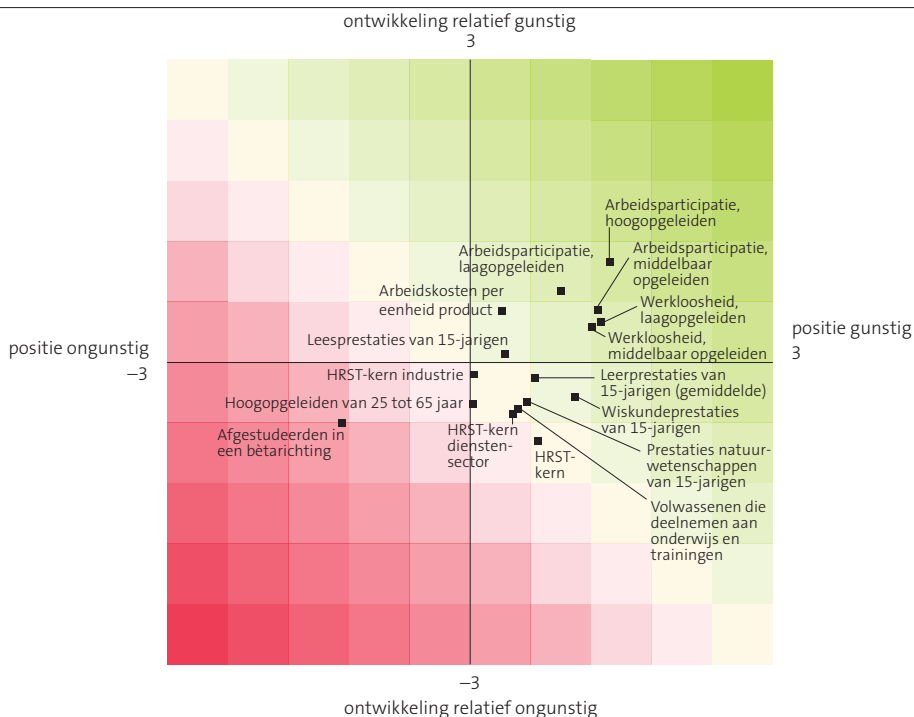 ontwikkeling relatief gunstig
3
Arbeidsparticipatie,
hoogopgeleiden
Arbeidsparticipatie,
laagopgeleiden
Arbeidsparticipatie,
middelbaar
opgeleiden
Arbeidskosten per
eenheid product
Werkloosheid,
laagopgeleiden
Leesprestaties van 15-jarigen
Werkloosheid,
middelbaar opgeleiden
positie ongunstig
–3
positie gunstig
3
HRST-kern industrie
Leerprestaties van
15-jarigen (gemiddelde)
Hoogopgeleiden van 25 tot 65 jaar
Wiskundeprestaties
van 15-jarigen
Afgestudeerden in
een bètarichting
HRST-kern
diensten-
sector
HRST-
kern
Prestaties natuur-
wetenschappen
van 15-jarigen
Volwassenen die
deelnemen aan
onderwijs en
trainingen
–3
ontwikkeling relatief ongunstig